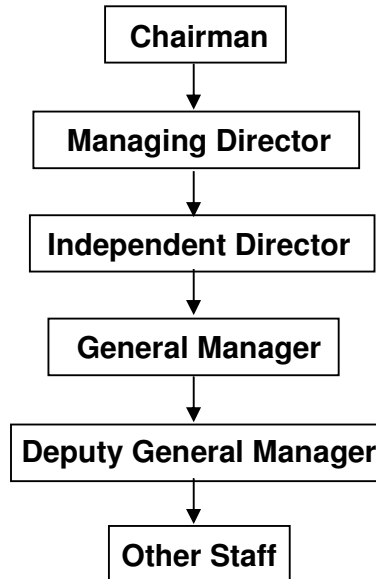 Chairman
Managing Director
Independent Director
General Manager
Deputy General Manager
Other Staff